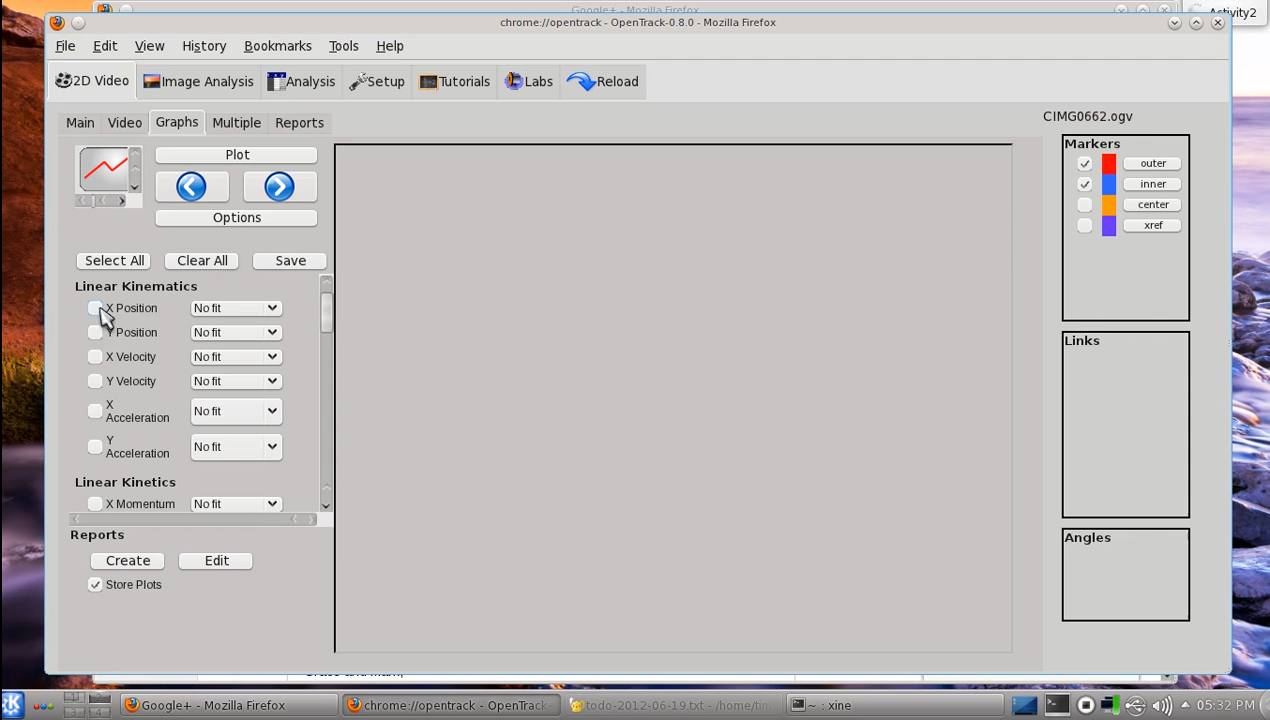 Google+ - Mozilla Firefox
Activity2
chrome://opentrack - OpenTrack-0.8.0 - Mozilla Firefox
File Edit View History Bookmarks Tools Help
2D Video Image Analysis Analysis Setup Tutorials Labs Reload
Main Video Graphs Multiple Reports
CIMG0662.ogv
Plot
Options
Select All Clear All Save
Linear Kinematics
X Position No fit
Y Position No fit
X Velocity No fit
Y Velocity No fit
X
Acceleration No fit
Y
Acceleration No fit
Linear Kinetics
X Momentum No fit
Reports
Create Edit
Store Plots
Markers
outer
inner
center
xref
Links
Angles
Google+ - Mozilla Firefox chrome://opentrack - OpenTrack- todo-2012-06-19.txt - /home/tim ~ : xine 05:32 PM